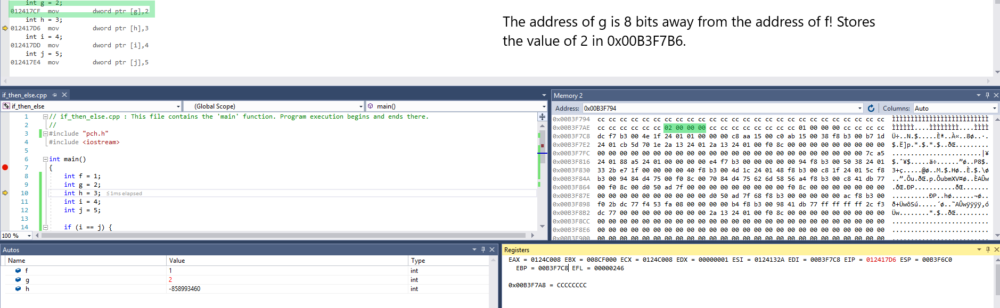 int g = 2;
012417CF  mov         dword ptr [g],2
int h = 3;
012417D6  mov         dword ptr [h],3
int i = 4;
012417DD  mov         dword ptr [i],4
int j = 5;
012417E4  mov         dword ptr [j],5
The address of g is 8 bits away from the address of f! Stores
the value of 2 in 0x00B3F7B6.
if_then_else.cpp
if_then_else (Global Scope) main()
1 // if_then_else.cpp : This file contains the 'main' function. Program execution begins and ends there.
2 //
3 #include "pch.h"
4 #include <iostream>
5
6 int main()
7 {
8 int f = 1;
9 int g = 2;
10 int h = 3; ≤1ms elapsed
11 int i = 4;
12 int j = 5;
13
14 if (i == j) {
100 %
Memory 2
Address: 0x00B3F794 Columns: Auto
0x00B3F794 cc cc cc cc cc cc cc cc cc cc cc cc cc cc cc cc cc cc cc cc cc cc cc cc cc cc ÌÌÌÌÌÌÌÌÌÌÌÌÌÌÌÌÌÌÌÌÌÌÌÌÌÌ
0x00B3F7AE cc cc cc cc cc cc 02 00 00 00 cc cc cc cc cc cc cc cc 01 00 00 00 cc cc cc cc ÌÌÌÌÌÌ....ÌÌÌÌÌÌÌÌ....ÌÌÌÌ
0x00B3F7C8 dc f7 b3 00 4e 1f 24 01 01 00 00 00 c8 aa 15 00 c0 ab 15 00 38 f8 b3 00 b7 1d Ü÷..N.$.....Èª..À«..8ø..·.
0x00B3F7E2 24 01 cb 5d 70 1e 2a 13 24 01 2a 13 24 01 00 f0 8c 00 00 00 00 00 00 00 00 00 $.Ë]p.*.$.*.$..ðŒ.........
0x00B3F7FC 00 00 00 00 00 00 00 00 00 00 00 00 00 00 00 00 00 00 00 00 00 00 00 00 7c a5 ........................|¥
0x00B3F816 24 01 88 a5 24 01 00 00 00 00 e4 f7 b3 00 00 00 00 00 94 f8 b3 00 50 38 24 01 $.ˆ¥$.....ä÷......”ø..P8$.
0x00B3F830 33 2b e7 1f 00 00 00 00 40 f8 b3 00 4d 1c 24 01 48 f8 b3 00 c8 1f 24 01 5c f8 3+ç.....@ø..M.$.Hø..È.$.\ø
0x00B3F84A b3 00 94 84 d4 75 00 f0 8c 00 70 84 d4 75 62 6d 58 56 a4 f8 b3 00 c8 41 db 77 ..”.Ôu.ðŒ.p.ÔubmXV¤ø..ÈAÛw
0x00B3F864 00 f0 8c 00 d0 50 ad 7f 00 00 00 00 00 00 00 00 00 f0 8c 00 00 00 00 00 00 00 .ðŒ.ÐP...........ðŒ.......
0x00B3F87E 00 00 00 00 00 00 00 00 00 00 d0 50 ad 7f 68 f8 b3 00 00 00 00 00 ac f8 b3 00 ..........ÐP..hø.....¬ø..
0x00B3F898 f0 2b dc 77 f4 53 fa 08 00 00 00 00 b4 f8 b3 00 98 41 db 77 ff ff ff ff 2c f3 ð+ÜwôSú.....´ø..˜AÛwÿÿÿÿ,ó
0x00B3F8B2 dc 77 00 00 00 00 00 00 00 00 2a 13 24 01 00 f0 8c 00 00 00 00 00 00 00 00 00 Üw........*.$..ðŒ.........
0x00B3F8CC 00 00 00 00 00 00 00 00 00 00 00 00 00 00 00 00 00 00 00 00 00 00 00 00 00 00 ..........................
0x00B3F8E6 00 00 00 00 00 00 00 00 00 00 00 00 00 00 00 00 00 00 00 00 00 00 00 00 00 00 ..........................
0x00B3F900 00 00 00 00 00 00 00 00 00 00 00 00 00 00 00 00 00 00 00 00 00 00 00 00 00 00 ..........................
Autos
Name Value Type
f 1 int
g 2 int
h -858993460 int
Registers
EAX = 0124C008 EBX = 008CF000 ECX = 0124C008 EDX = 00000001 ESI = 0124132A EDI = 00B3F7C8 EIP = 012417D6 ESP = 00B3F6C0
EBP = 00B3F7C8 EFL = 00000246
0x00B3F7A8 = CCCCCCCC